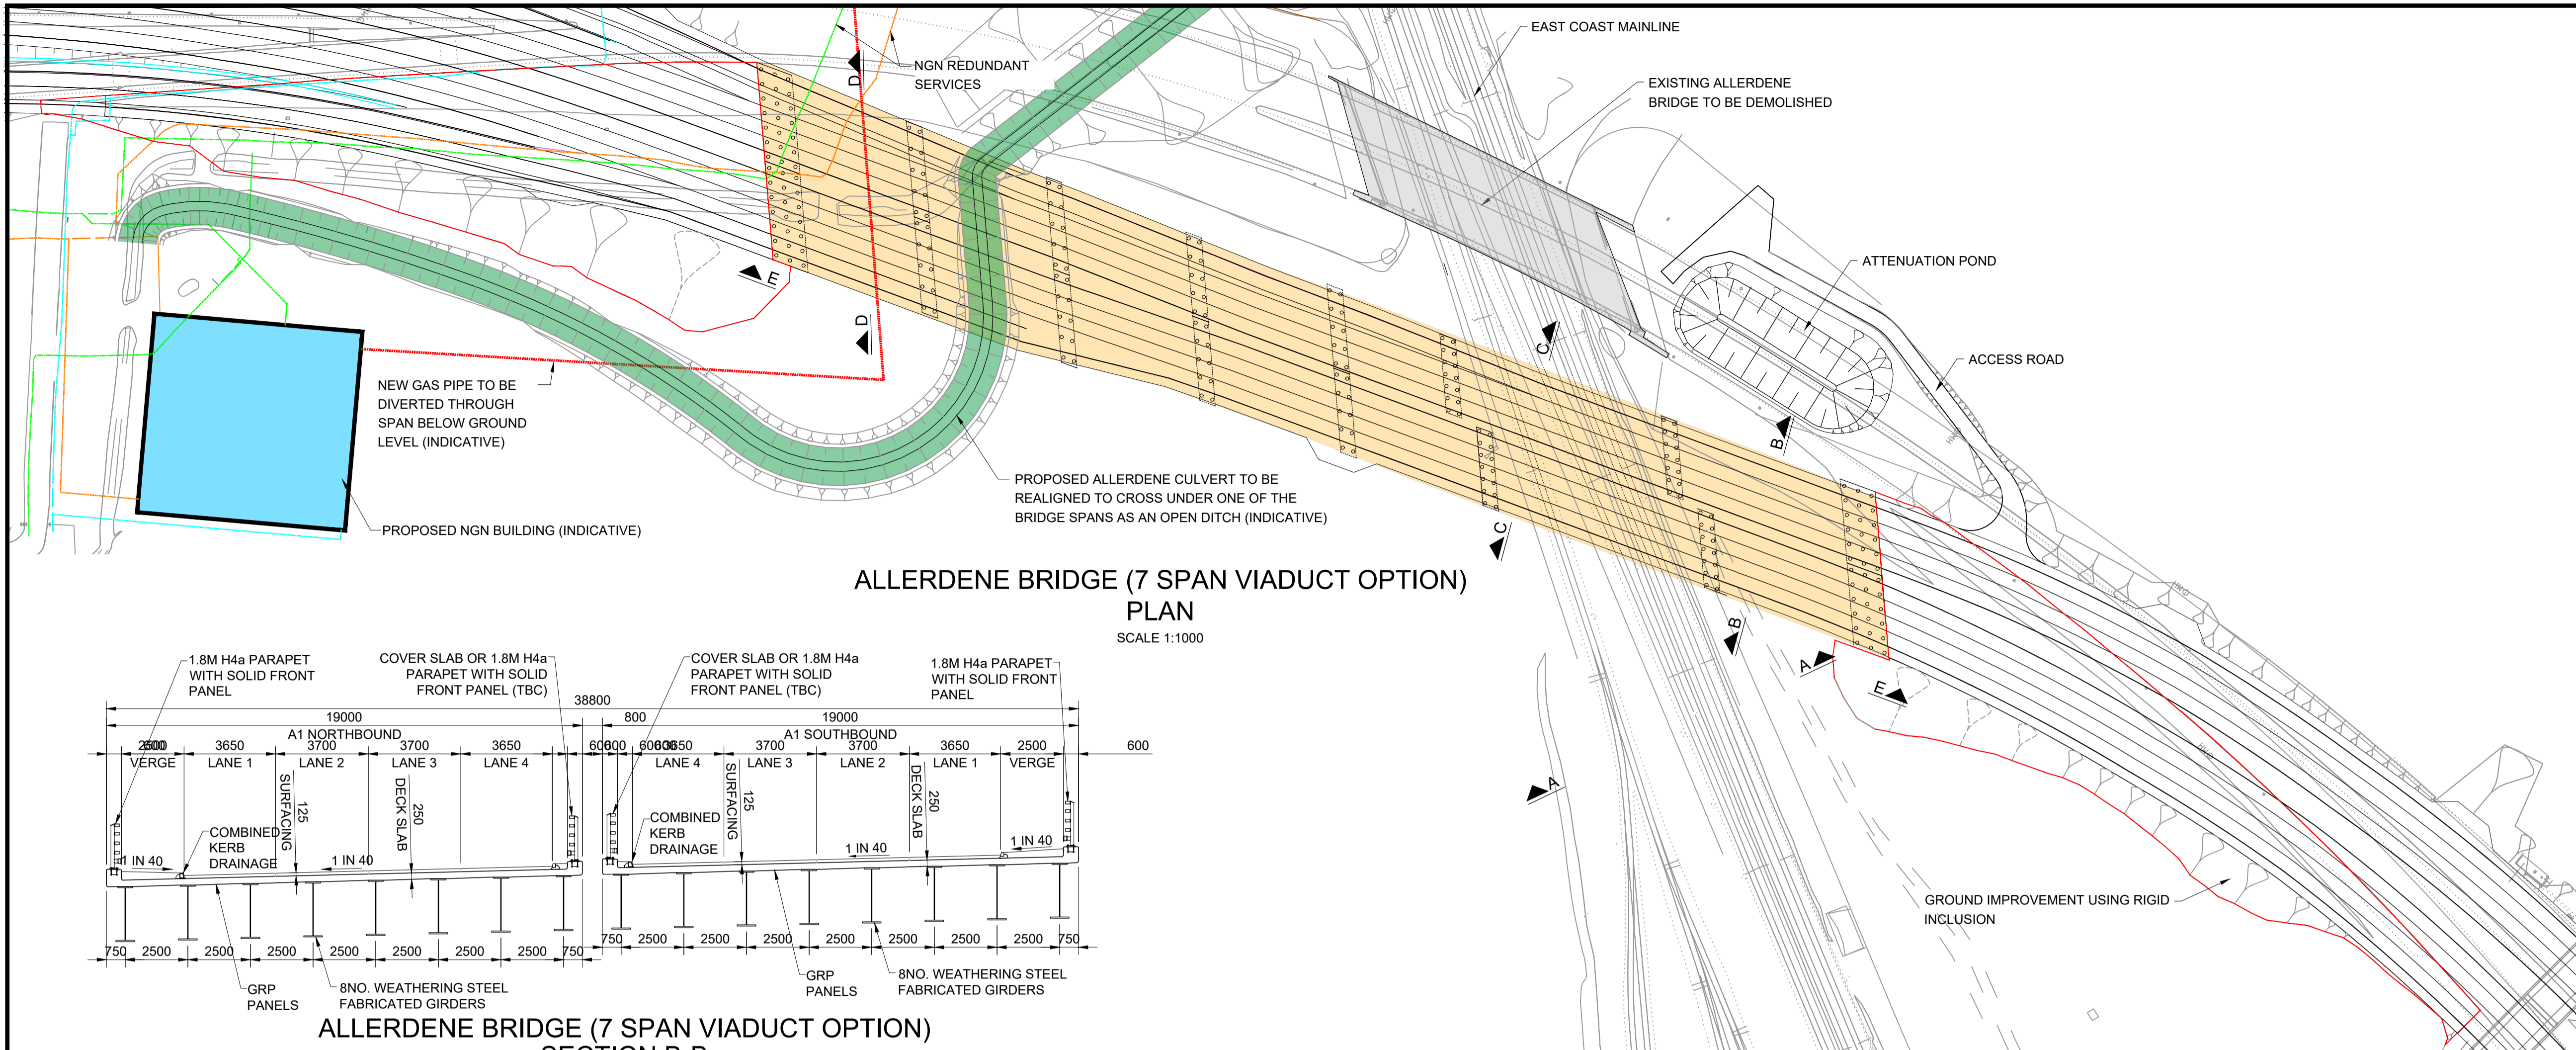 EAST COAST MAINLINE
NGN REDUNDANT
SERVICES
EXISTING ALLERDENE
BRIDGE TO BE DEMOLISHED
D
E
D
ATTENUATION POND
C
ACCESS ROAD
NEW GAS PIPE TO BE
DIVERTED THROUGH
SPAN BELOW GROUND
LEVEL (INDICATIVE)
B
PROPOSED ALLERDENE CULVERT TO BE
REALIGNED TO CROSS UNDER ONE OF THE
BRIDGE SPANS AS AN OPEN DITCH (INDICATIVE)
PROPOSED NGN BUILDING (INDICATIVE)
C
B
A
E
A
ALLERDENE BRIDGE (7 SPAN VIADUCT OPTION)
PLAN
SCALE 1:1000
GROUND IMPROVEMENT USING RIGID
INCLUSION
1.8M H4a PARAPET
WITH SOLID FRONT
PANEL
COVER SLAB OR 1.8M H4a
PARAPET WITH SOLID
FRONT PANEL (TBC)
COVER SLAB OR 1.8M H4a
PARAPET WITH SOLID
FRONT PANEL (TBC)
1.8M H4a PARAPET
WITH SOLID FRONT
PANEL
38800
19000 800 19000
A1 NORTHBOUND A1 SOUTHBOUND
3650 3700 3700 3650 3650 3700 3700 3650 2500 600
VERGE LANE 1 LANE 2 LANE 3 LANE 4 LANE 4 LANE 3 LANE 2 LANE 1 VERGE
125
SURFACING
250
DECK SLAB
125
SURFACING
250
DECK SLAB
COMBINED
KERB
DRAINAGE
COMBINED
KERB
DRAINAGE
1 IN 40 1 IN 40 1 IN 40 1 IN 40
750 2500 2500 2500 2500 2500 2500 2500 750
750 2500 2500 2500 2500 2500 2500 2500 750
GRP
PANELS
8NO. WEATHERING STEEL
FABRICATED GIRDERS
GRP
PANELS
8NO. WEATHERING STEEL
FABRICATED GIRDERS
ALLERDENE BRIDGE (7 SPAN VIADUCT OPTION)
SECTION B-B